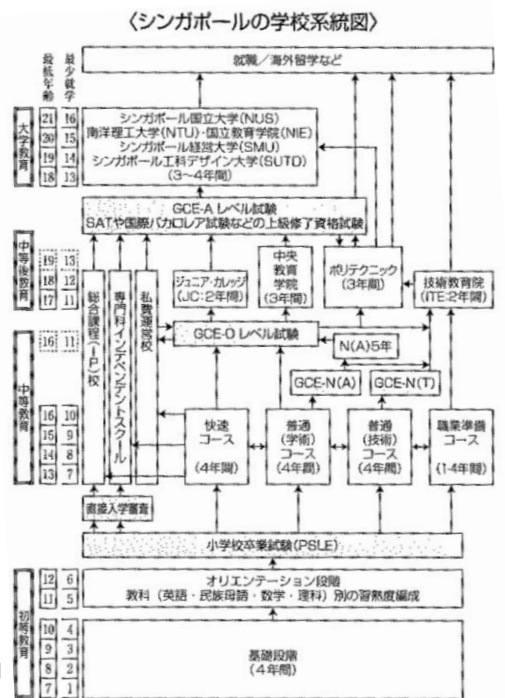 〈シンガポールの学校系統図〉
最低年齢
最少就学
就職／海外留学など
大学教育
21 16
20 15
19 14
18 13
シンガポール国立大学(NUS)
南洋理工大学(NTU)・国立教育学院(NIE)
シンガポール経営大学(SMU)
シンガポール工科デザイン大学(SUTD)
(3〜4年間)
GCE-A レベル試験
SATや国際バカロレア試験などの上級修了資格試験
中等後教育
19 13
18 12
17 11
総合課程(IP)校
専門科インデペンデントスクール
私費運営校
ジュニア・カレッジ
(JC:2年間)
中央
教育
学院
(3年間)
ポリテクニック
(3年間)
技術教育院
(ITE:2年間)
16 11
GCE-O レベル試験
N(A)5年
GCE-N(A)
GCE-N(T)
中等教育
16 10
15 9
14 8
13 7
快速
コース
(4年間)
普通
(学術)
コース
(4年間)
普通
(技術)
コース
(4年間)
職業準備
コース
(1-4年間)
直接入学審査
小学校卒業試験(PSLE)
初等教育
12 6
11 5
オリエンテーション段階
教科（英語・民族母語・数学・理科）別の習熟度編成
10 4
9 3
8 2
7 1
基礎段階
(4年間)